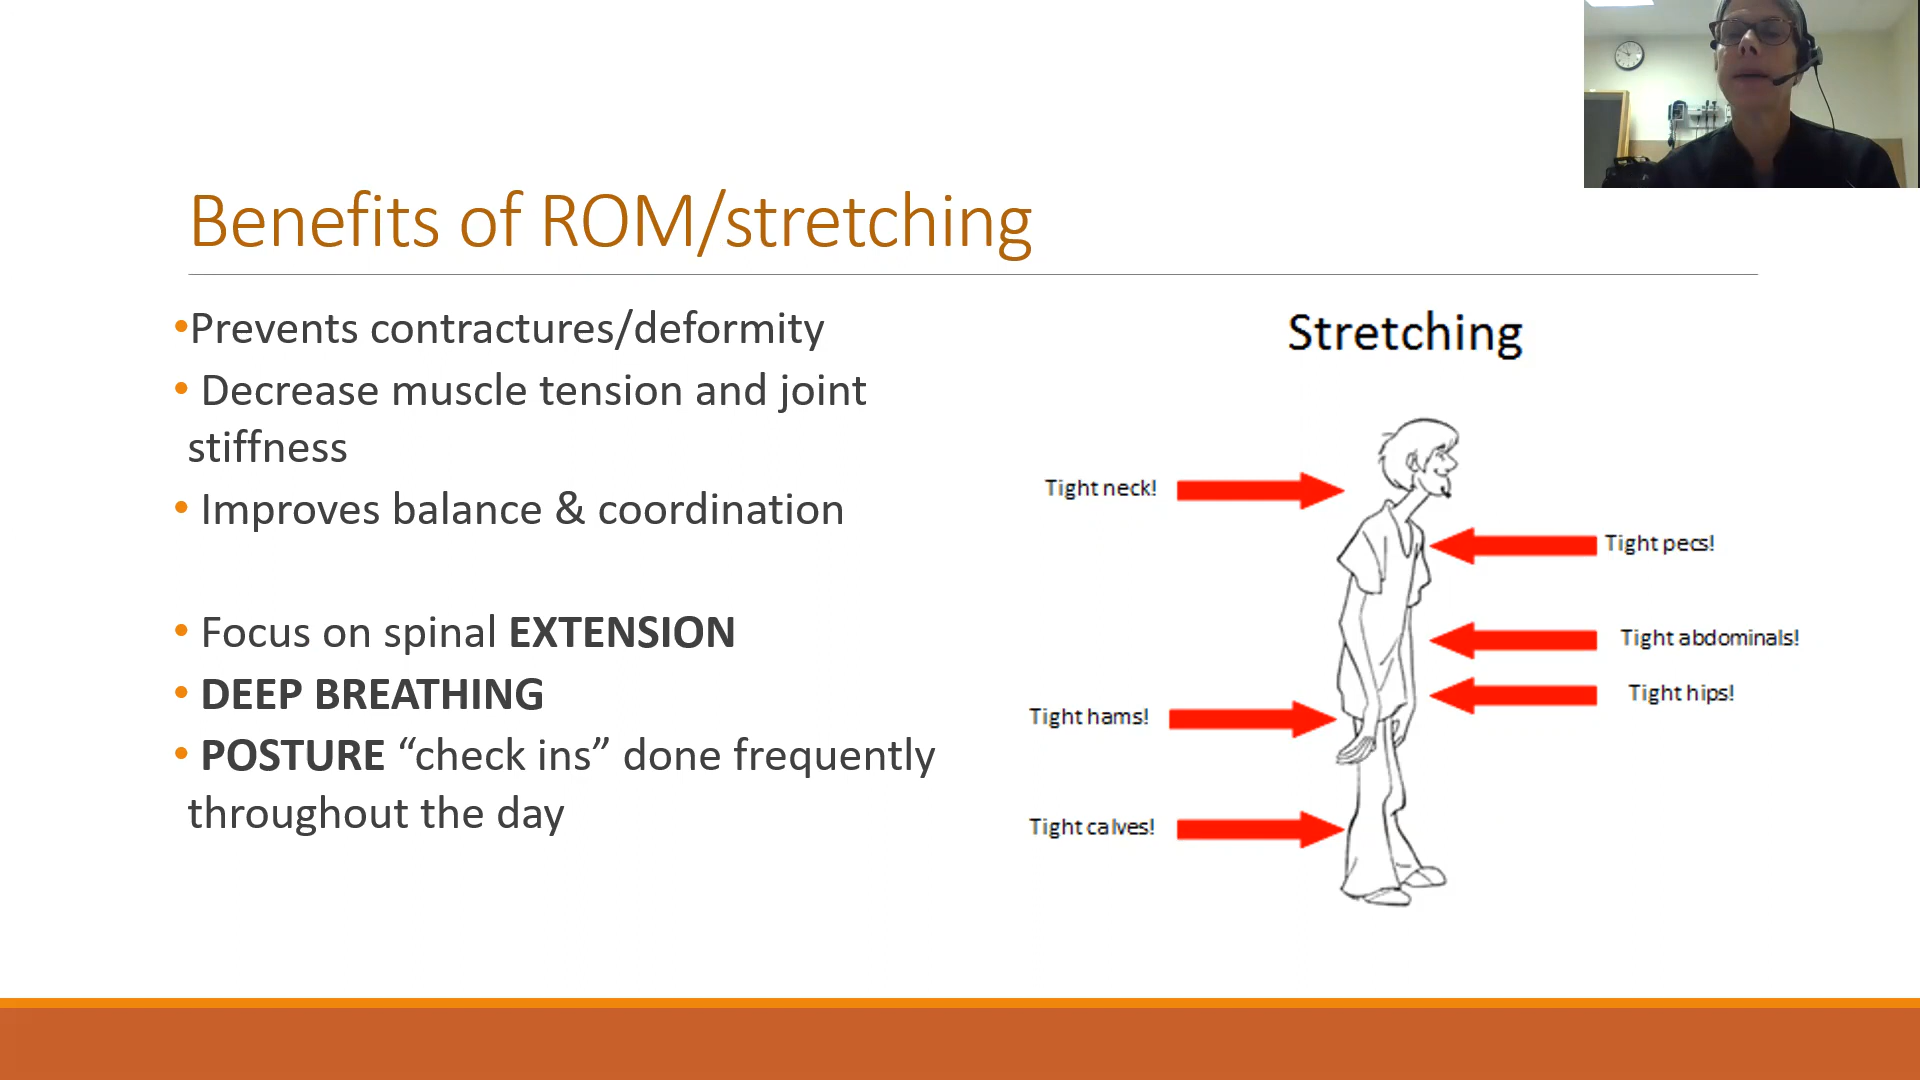 Benefits of ROM/stretching
•Prevents contractures/deformity
• Decrease muscle tension and joint
stiffness
• Improves balance & coordination
• Focus on spinal EXTENSION
• DEEP BREATHING
• POSTURE “check ins” done frequently
throughout the day
Stretching
Tight neck!
Tight pecs!
Tight abdominals!
Tight hips!
Tight hams!
Tight calves!